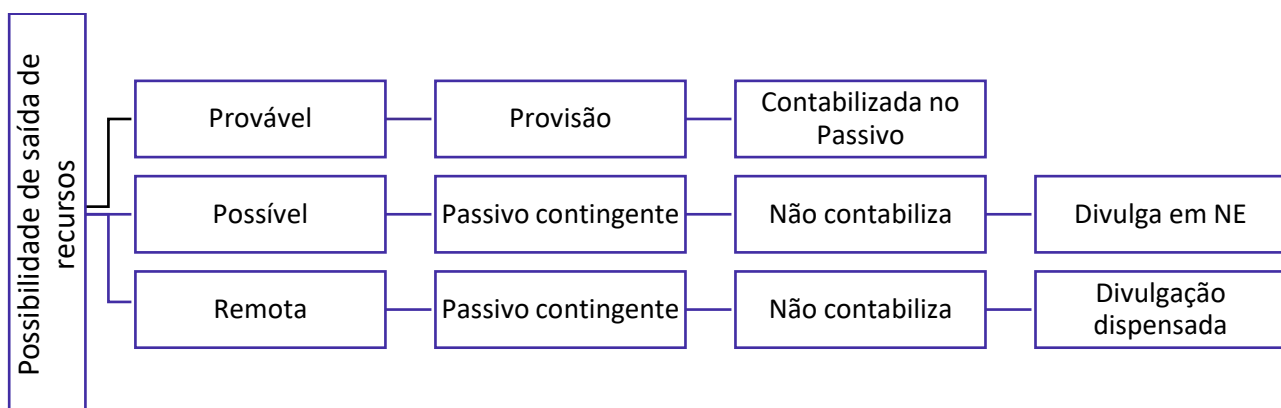 Possibilidade de saída de
recursos
Provável
Provisão
Contabilizada no
Passivo
Possível
Passivo contingente
Não contabiliza
Divulga em NE
Remota
Passivo contingente
Não contabiliza
Divulgação
dispensada